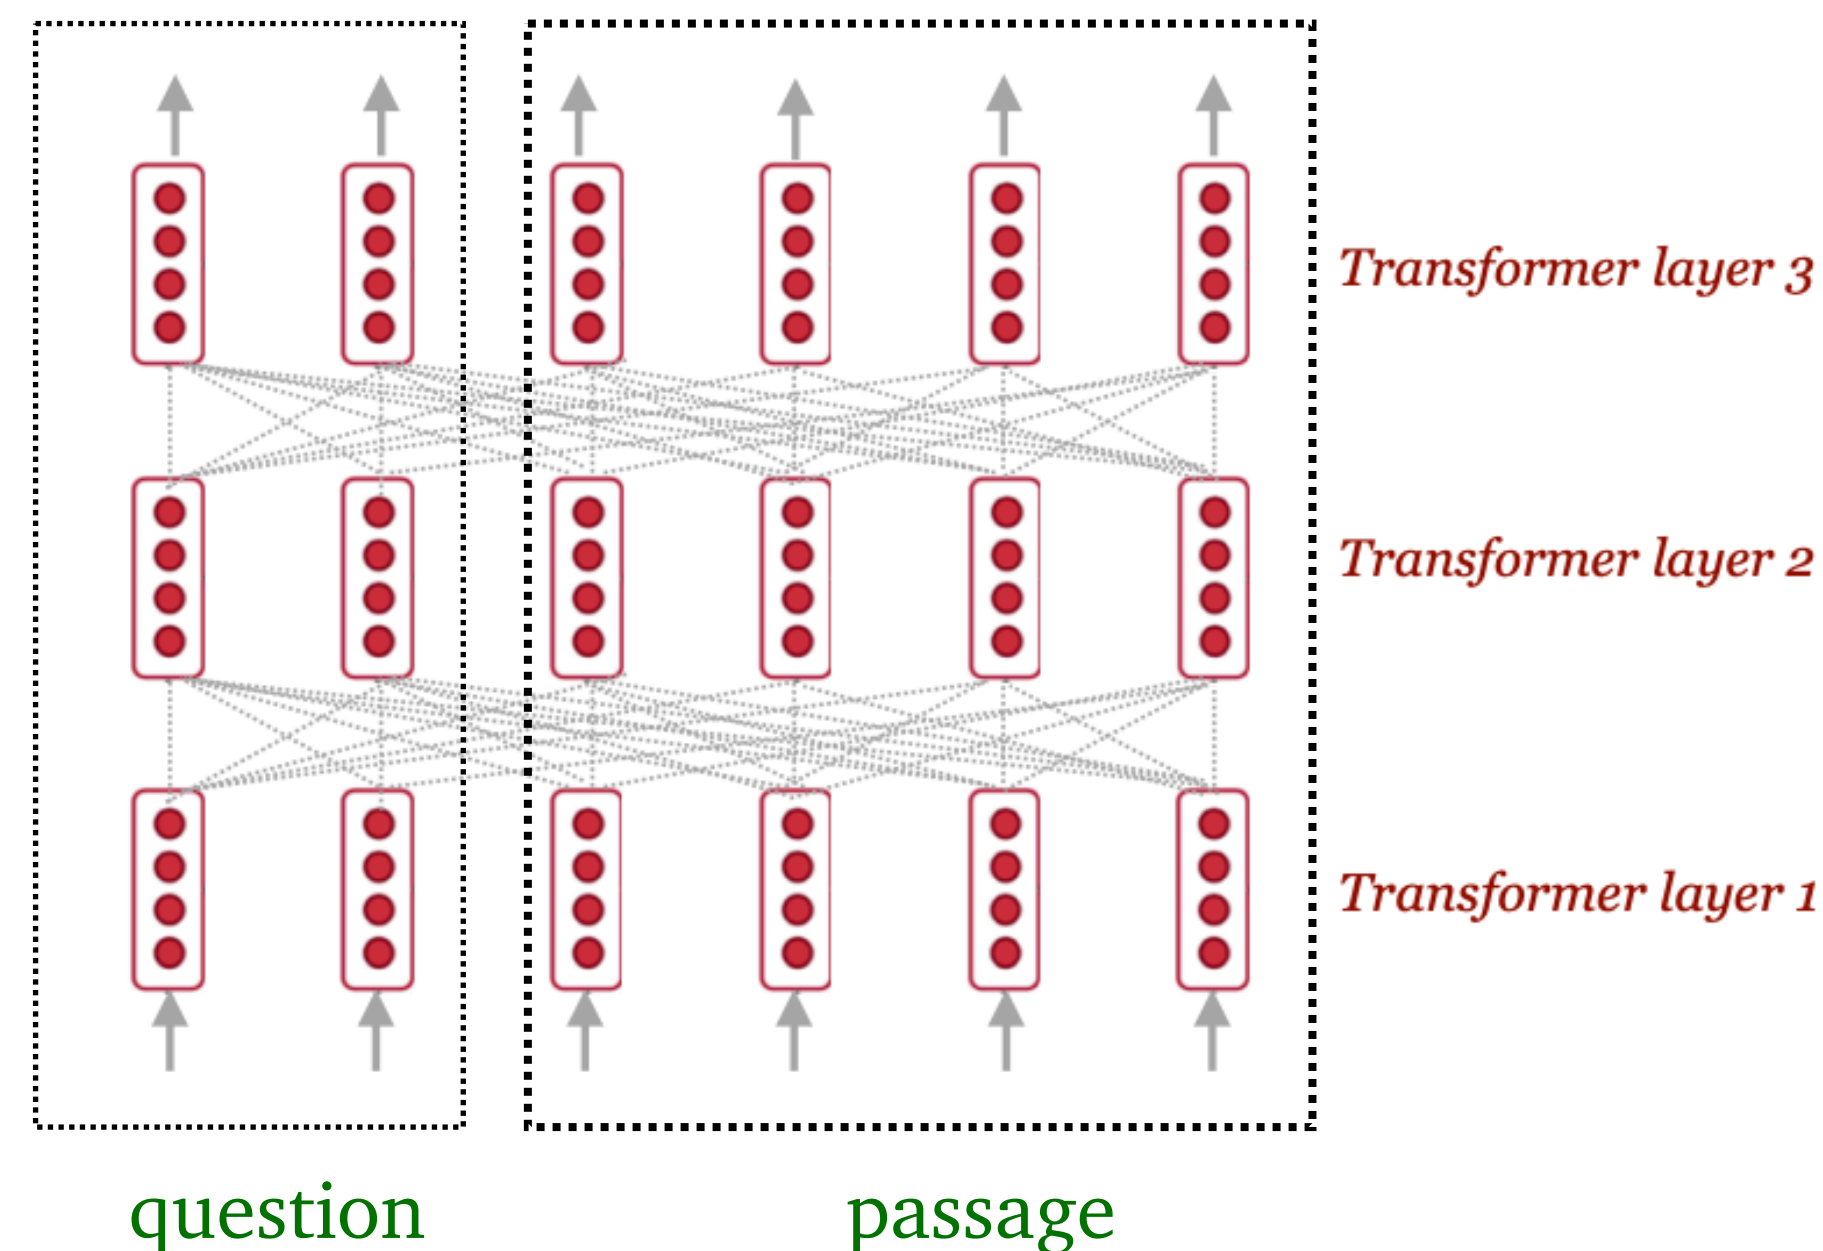 Transformer layer 3
Transformer layer 2
Transformer layer 1
question
passage